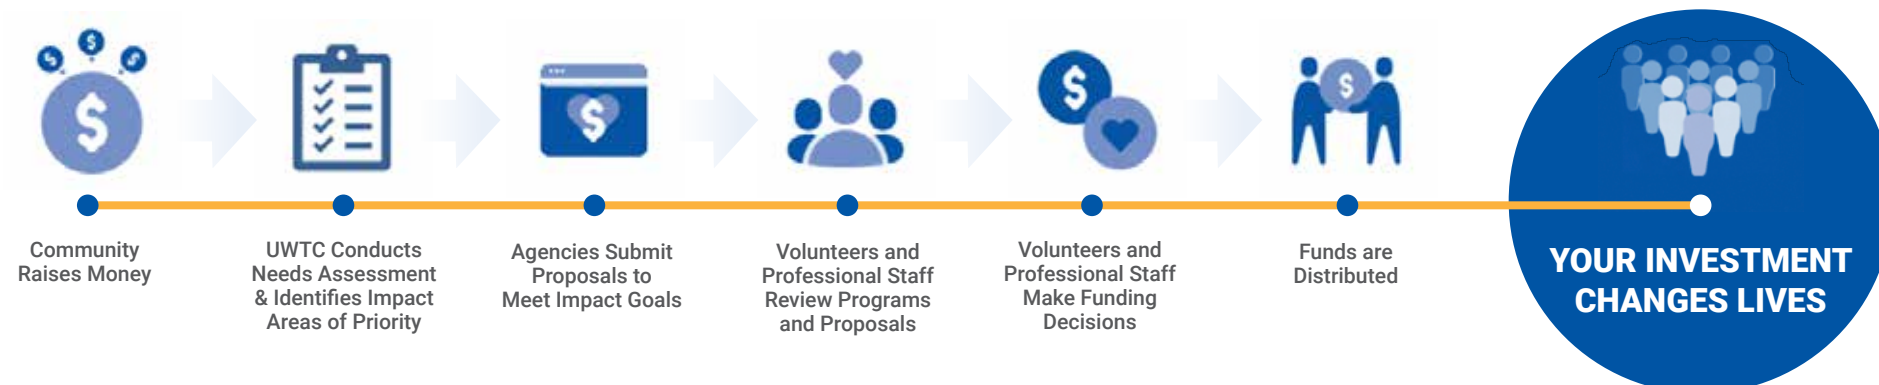 Community
Raises Money
UWTC Conducts
Needs Assessment
& Identifies Impact
Areas of Priority
Agencies Submit
Proposals to
Meet Impact Goals
Volunteers and
Professional Staff
Review Programs
and Proposals
Volunteers and
Professional Staff
Make Funding
Decisions
Funds are
Distributed
YOUR INVESTMENT
CHANGES LIVES